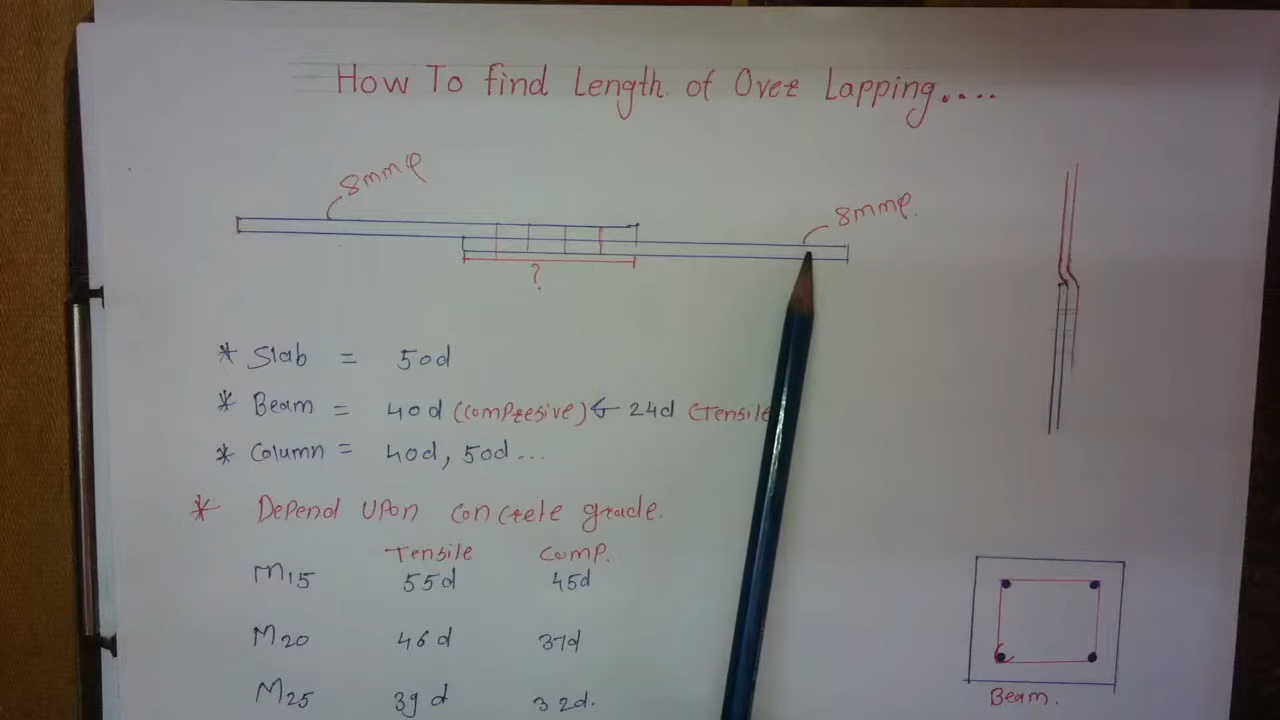 How To find Length of Over Lapping....
8mmφ
8mmφ.
?
* Slab = 50d
* Beam = 40d (compressive) & 24d (Tensile
* Column = 40d, 50d...
* Depend Upon concrete grade.
Tensile Comp.
M15 55d 45d
M20 46d 37d
M25 39d 32d.
Beam.